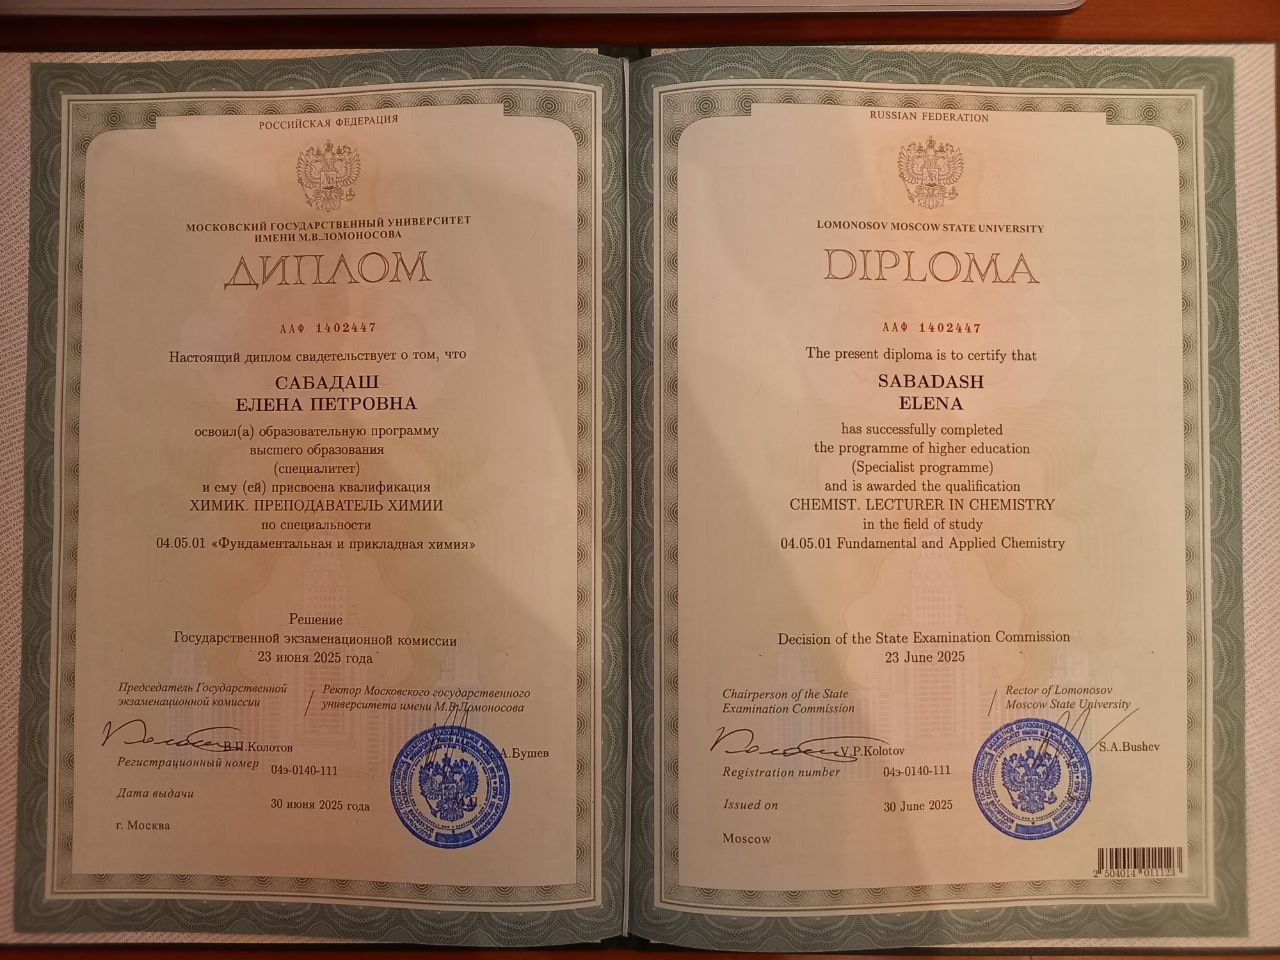 РОССИЙСКАЯ ФЕДЕРАЦИЯ
МОСКОВСКИЙ ГОСУДАРСТВЕННЫЙ УНИВЕРСИТЕТ
ИМЕНИ М.В.ЛОМОНОСОВА
ДИПЛОМ
ААФ 1402447
Настоящий диплом свидетельствует о том, что
САБАДАШ
ЕЛЕНА ПЕТРОВНА
освоил(а) образовательную программу
высшего образования
(специалитет)
и ему (ей) присвоена квалификация
ХИМИК. ПРЕПОДАВАТЕЛЬ ХИМИИ
по специальности
04.05.01 «Фундаментальная и прикладная химия»
Решение
Государственной экзаменационной комиссии
23 июня 2025 года
Председатель Государственной
экзаменационной комиссии
Ректор Московского государственного
университета имени М.В.Ломоносова
В.П.Колотов
А.Бушев
Регистрационный номер 04э-0140-111
Дата выдачи 30 июня 2025 года
г. Москва
RUSSIAN FEDERATION
LOMONOSOV MOSCOW STATE UNIVERSITY
DIPLOMA
ААФ 1402447
The present diploma is to certify that
SABADASH
ELENA
has successfully completed
the programme of higher education
(Specialist programme)
and is awarded the qualification
CHEMIST. LECTURER IN CHEMISTRY
in the field of study
04.05.01 Fundamental and Applied Chemistry
Decision of the State Examination Commission
23 June 2025
Chairperson of the State
Examination Commission
Rector of Lomonosov
Moscow State University
V.P.Kolotov
S.A.Bushev
Registration number 04э-0140-111
Issued on 30 June 2025
Moscow
2 504014 011123